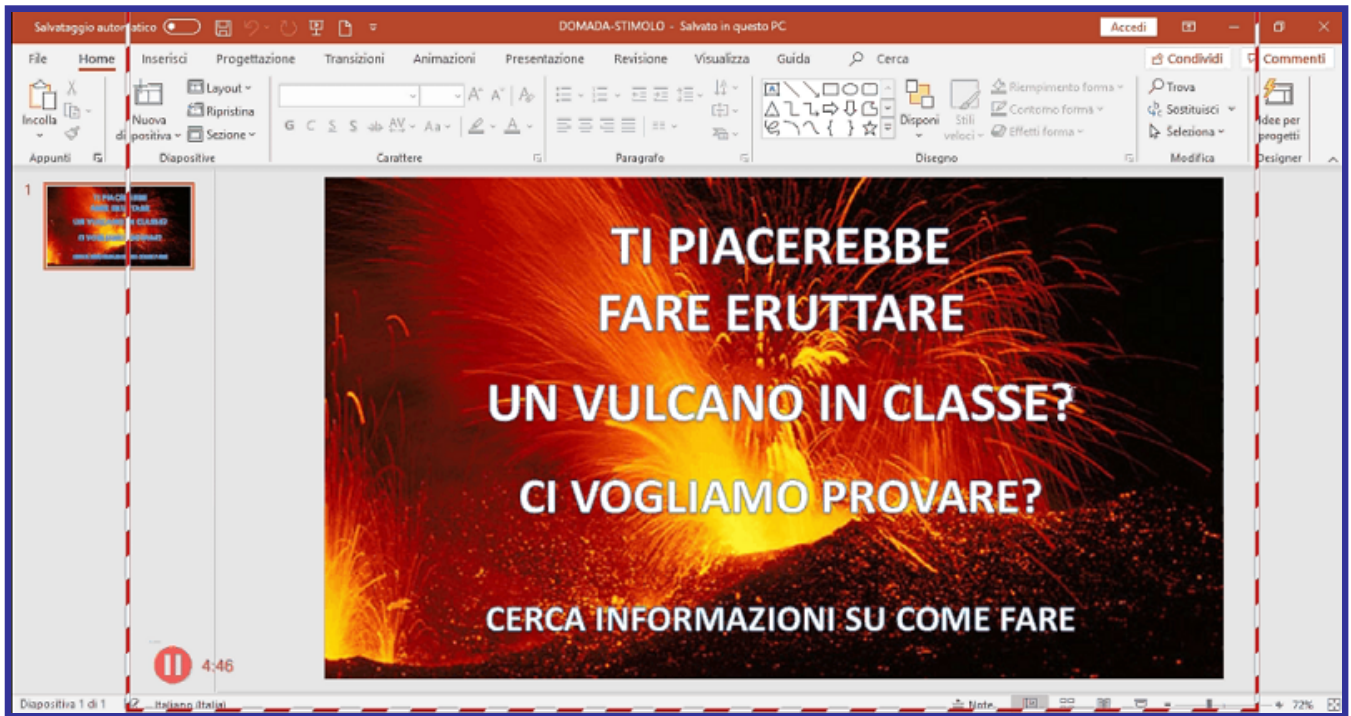 Salvataggio automatico
DOMADA-STIMOLO - Salvato in questo PC
Accedi
File Home Inserisci Progettazione Transizioni Animazioni Presentazione Revisione Visualizza Guida Cerca
Condividi Commenti
Incolla
Appunti
Nuova
diapositiva
Layout
Ripristina
Sezione
Diapositive
G C S S ab AV Aa A
Carattere
Paragrafo
Disponi
Stili
veloci
Riempimento forma
Contorno forma
Effetti forma
Disegno
Trova
Sostituisci
Seleziona
Modifica
Idee per
progetti
Designer
1
TI PIACEREBBE
FARE ERUTTARE
UN VULCANO IN CLASSE?
CI VOGLIAMO PROVARE?
CERCA INFORMAZIONI SU COME FARE
4:46
Diapositiva 1 di 1
Italiano (Italia)
Note
72%